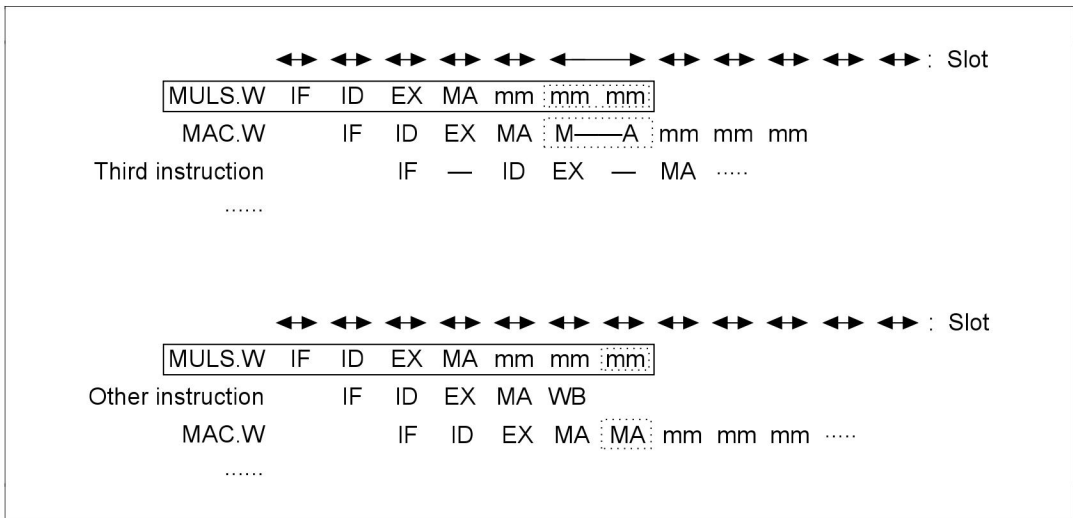 : Slot
MULS.W IF ID EX MA mm mm mm
MAC.W IF ID EX MA M——A mm mm mm
Third instruction IF — ID EX — MA ·····
······
: Slot
MULS.W IF ID EX MA mm mm mm
Other instruction IF ID EX MA WB
MAC.W IF ID EX MA MA mm mm mm ·····
······